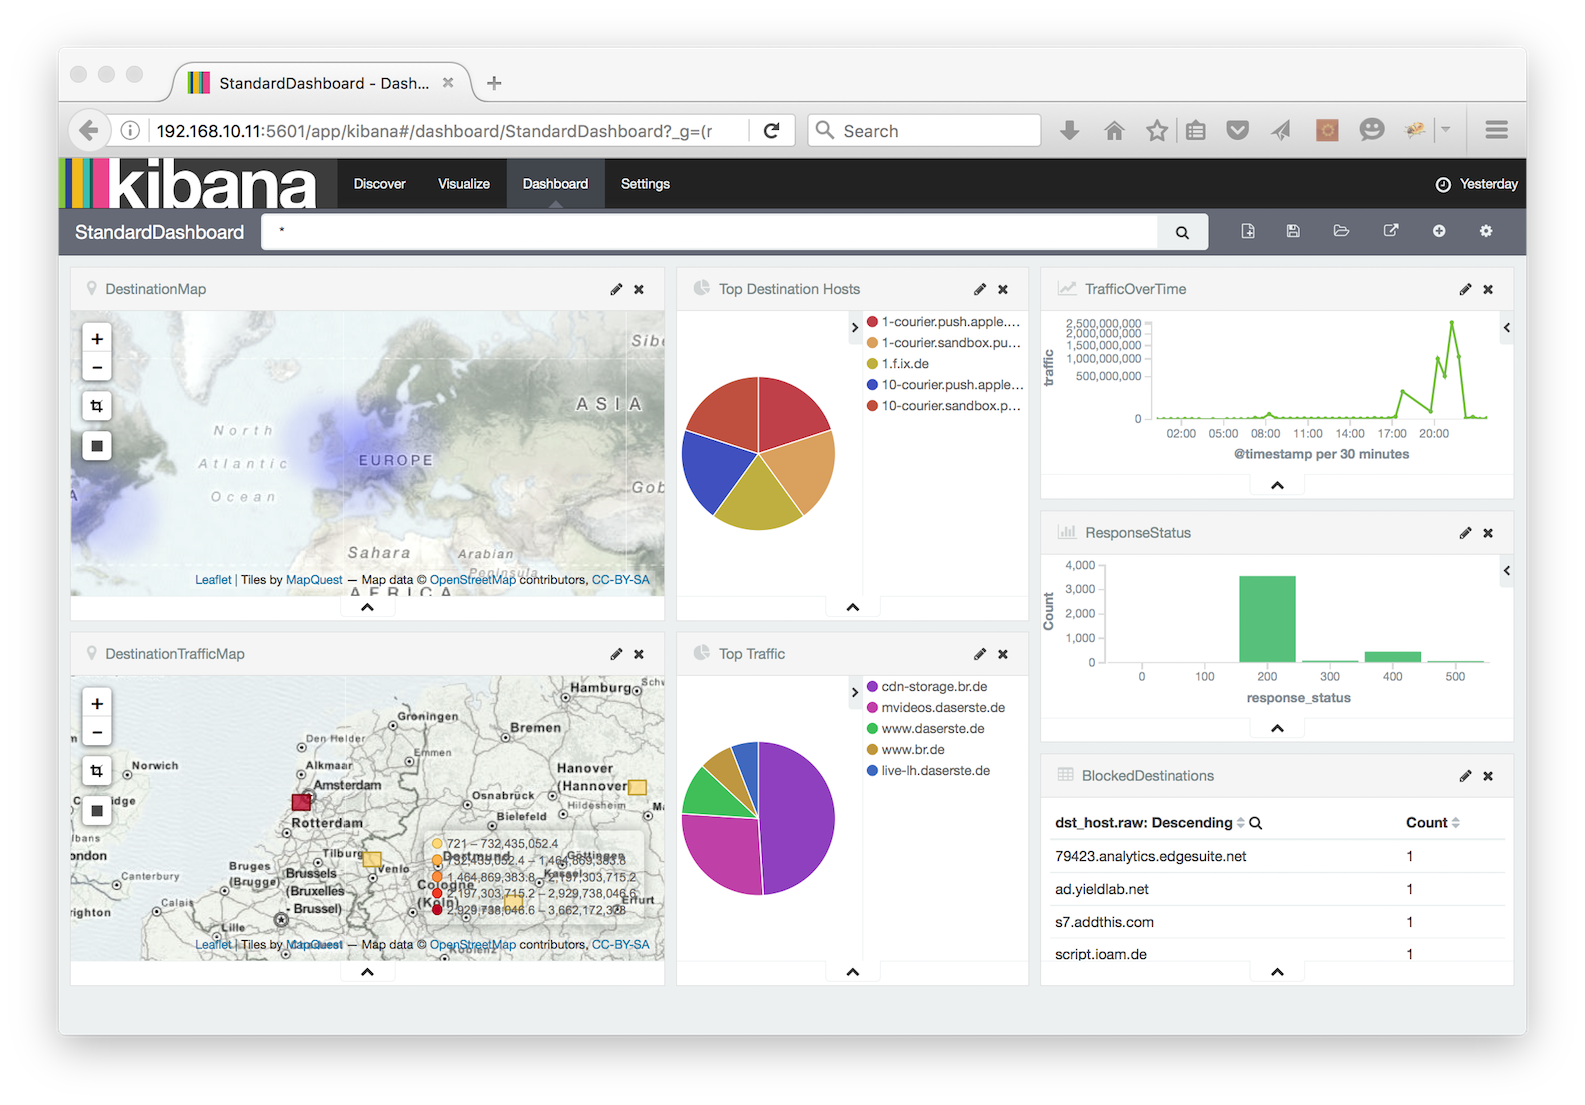 StandardDashboard - Dash...
192.168.10.11:5601/app/kibana#/dashboard/StandardDashboard?_g=(r
Search
kibana
Discover
Visualize
Dashboard
Settings
Yesterday
StandardDashboard
*
DestinationMap
+
−
North
Atlantic
Ocean
EUROPE
ASIA
Sibe
Gob
Sahara
Arabian
Peninsula
AFRICA
A
Leaflet | Tiles by MapQuest — Map data © OpenStreetMap contributors, CC-BY-SA
Top Destination Hosts
1-courier.push.apple....
1-courier.sandbox.pu...
1.f.ix.de
10-courier.push.apple...
10-courier.sandbox.p...
TrafficOverTime
traffic
2,500,000,000
2,000,000,000
1,500,000,000
1,000,000,000
500,000,000
0
02:00 05:00 08:00 11:00 14:00 17:00 20:00
@timestamp per 30 minutes
ResponseStatus
Count
4,000
3,000
2,000
1,000
0
0 100 200 300 400 500
response_status
DestinationTrafficMap
+
−
Hamburg
Schw
Groningen
Bremen
Den Helder
Emmen
Norwich
Alkmaar
Amsterdam
Hanover
(Hannover)
Osnabrück
Hildesheim
Bielefeld
Rotterdam
Tilburg
Venlo
Dortmund
Göttingen
Kassel
Bruges
(Brugge)
Brussels
(Bruxelles
- Brussel)
Cologne
(Köln)
Erfurt
Canterbury
Calais
Lille
Koblenz
ondon
righton
721 – 732,435,052.4
732,435,052.4 – 1,464,869,383.8
1,464,869,383.8 – 2,197,303,715.2
2,197,303,715.2 – 2,929,738,046.6
2,929,738,046.6 – 3,662,172,378
Leaflet | Tiles by MapQuest — Map data © OpenStreetMap contributors, CC-BY-SA
Top Traffic
cdn-storage.br.de
mvideos.daserste.de
www.daserste.de
www.br.de
live-lh.daserste.de
BlockedDestinations
dst_host.raw: Descending Count
79423.analytics.edgesuite.net 1
ad.yieldlab.net 1
s7.addthis.com 1
script.ioam.de 1